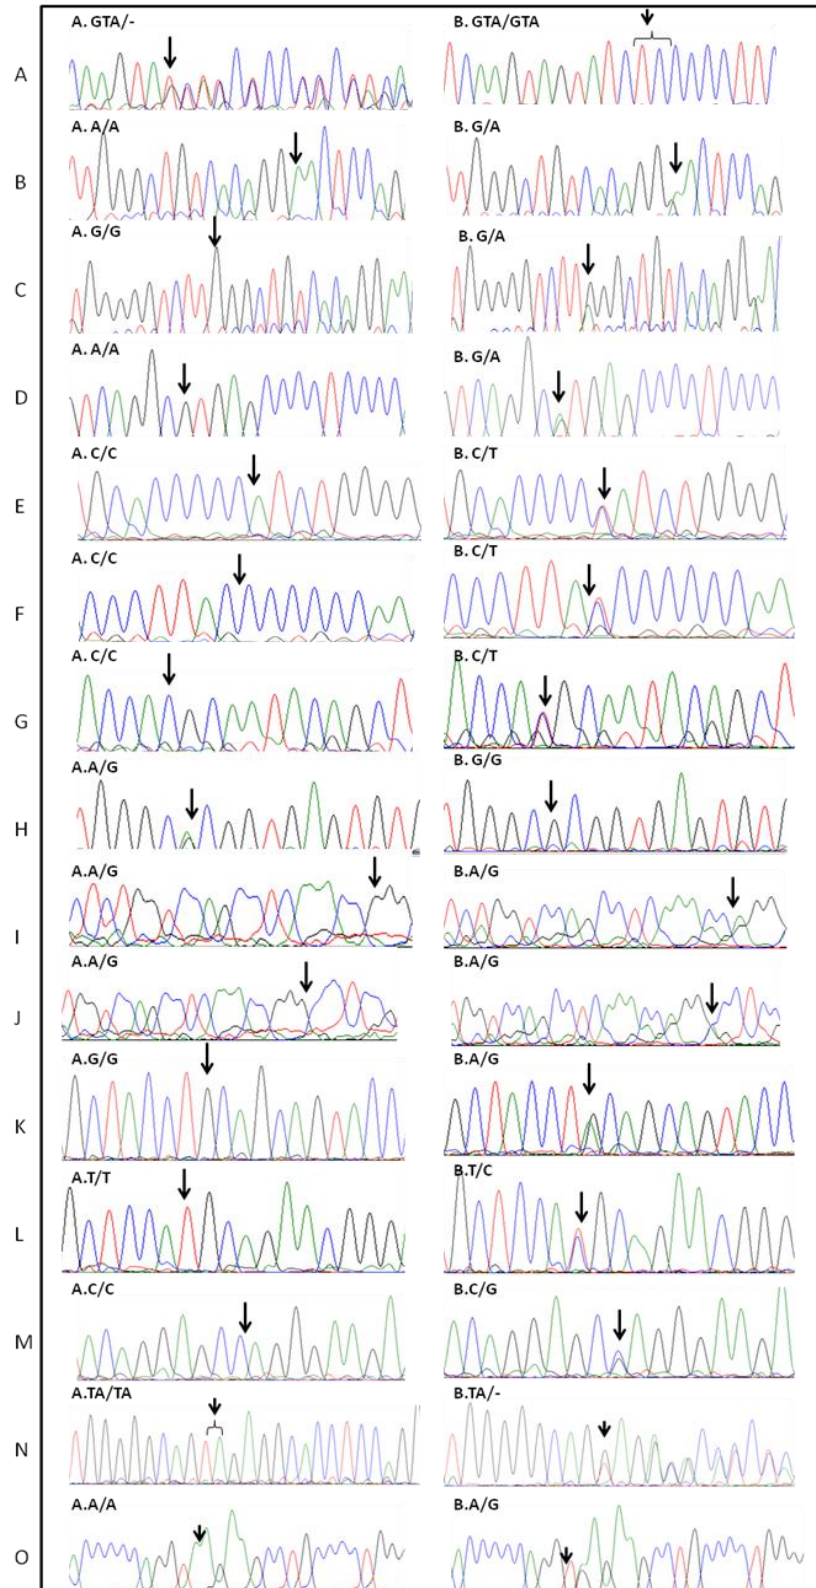 A. GTA/-
B. GTA/GTA
A
A. A/A
B. G/A
B
A. G/G
B. G/A
C
A. A/A
B. G/A
D
A. C/C
B. C/T
E
A. C/C
B. C/T
F
A. C/C
B. C/T
G
A.A/G
B. G/G
H
A.A/G
B.A/G
I
A.A/G
B.A/G
J
A.G/G
B.A/G
K
A.T/T
B.T/C
L
A.C/C
B.C/G
M
A.TA/TA
B.TA/-
N
A.A/A
B.A/G
O